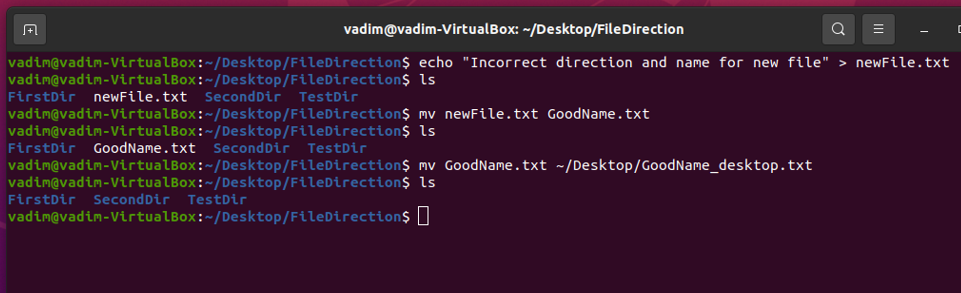 vadim@vadim-VirtualBox: ~/Desktop/FileDirection
vadim@vadim-VirtualBox:~/Desktop/FileDirection$ echo "Incorrect direction and name for new file" > newFile.txt
vadim@vadim-VirtualBox:~/Desktop/FileDirection$ ls
FirstDir  newFile.txt  SecondDir  TestDir
vadim@vadim-VirtualBox:~/Desktop/FileDirection$ mv newFile.txt GoodName.txt
vadim@vadim-VirtualBox:~/Desktop/FileDirection$ ls
FirstDir  GoodName.txt  SecondDir  TestDir
vadim@vadim-VirtualBox:~/Desktop/FileDirection$ mv GoodName.txt ~/Desktop/GoodName_desktop.txt
vadim@vadim-VirtualBox:~/Desktop/FileDirection$ ls
FirstDir  SecondDir  TestDir
vadim@vadim-VirtualBox:~/Desktop/FileDirection$